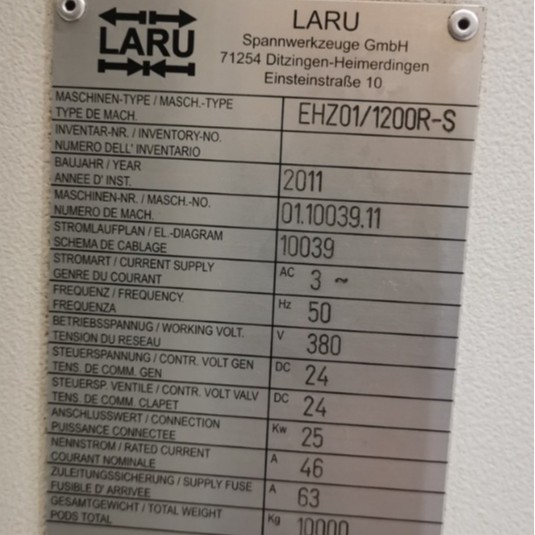 LARU
LARU
Spannwerkzeuge GmbH
71254 Ditzingen-Heimerdingen
Einsteinstraße 10
MASCHINEN-TYPE / MASCH.-TYPE
TYPE DE MACH. EHZ01/1200R-S
INVENTAR-NR. / INVENTORY-NO.
NUMERO DELL' INVENTARIO
BAUJAHR / YEAR
ANNEE D' INST. 2011
MASCHINEN-NR. / MASCH.-NO.
NUMERO DE MACH. 01.10039.11
STROMLAUFPLAN / EL.-DIAGRAM
SCHEMA DE CABLAGE 10039
STROMART / CURRENT SUPPLY
GENRE DU COURANT AC 3 ~
FREQUENZ / FREQUENCY
FREQUENZA Hz 50
BETRIEBSSPANNUG / WORKING VOLT.
TENSION DU RESEAU V 380
STEUERSPANNUNG / CONTR. VOLT GEN
TENS. DE COMM. GEN DC 24
STEUERSP. VENTILE / CONTR. VOLT VALV
TENS. DE COMM. CLAPET DC 24
ANSCHLUSSWERT / CONNECTION
PUISSANCE CONNECTEE Kw 25
NENNSTROM / RATED CURRENT
COURANT NOMINALE A 46
ZULEITUNGSSICHERUNG / SUPPLY FUSE
FUSIBLE D' ARRIVEE A 63
GESAMTGEWICHT / TOTAL WEIGHT
PODS TOTAL Kg 10000